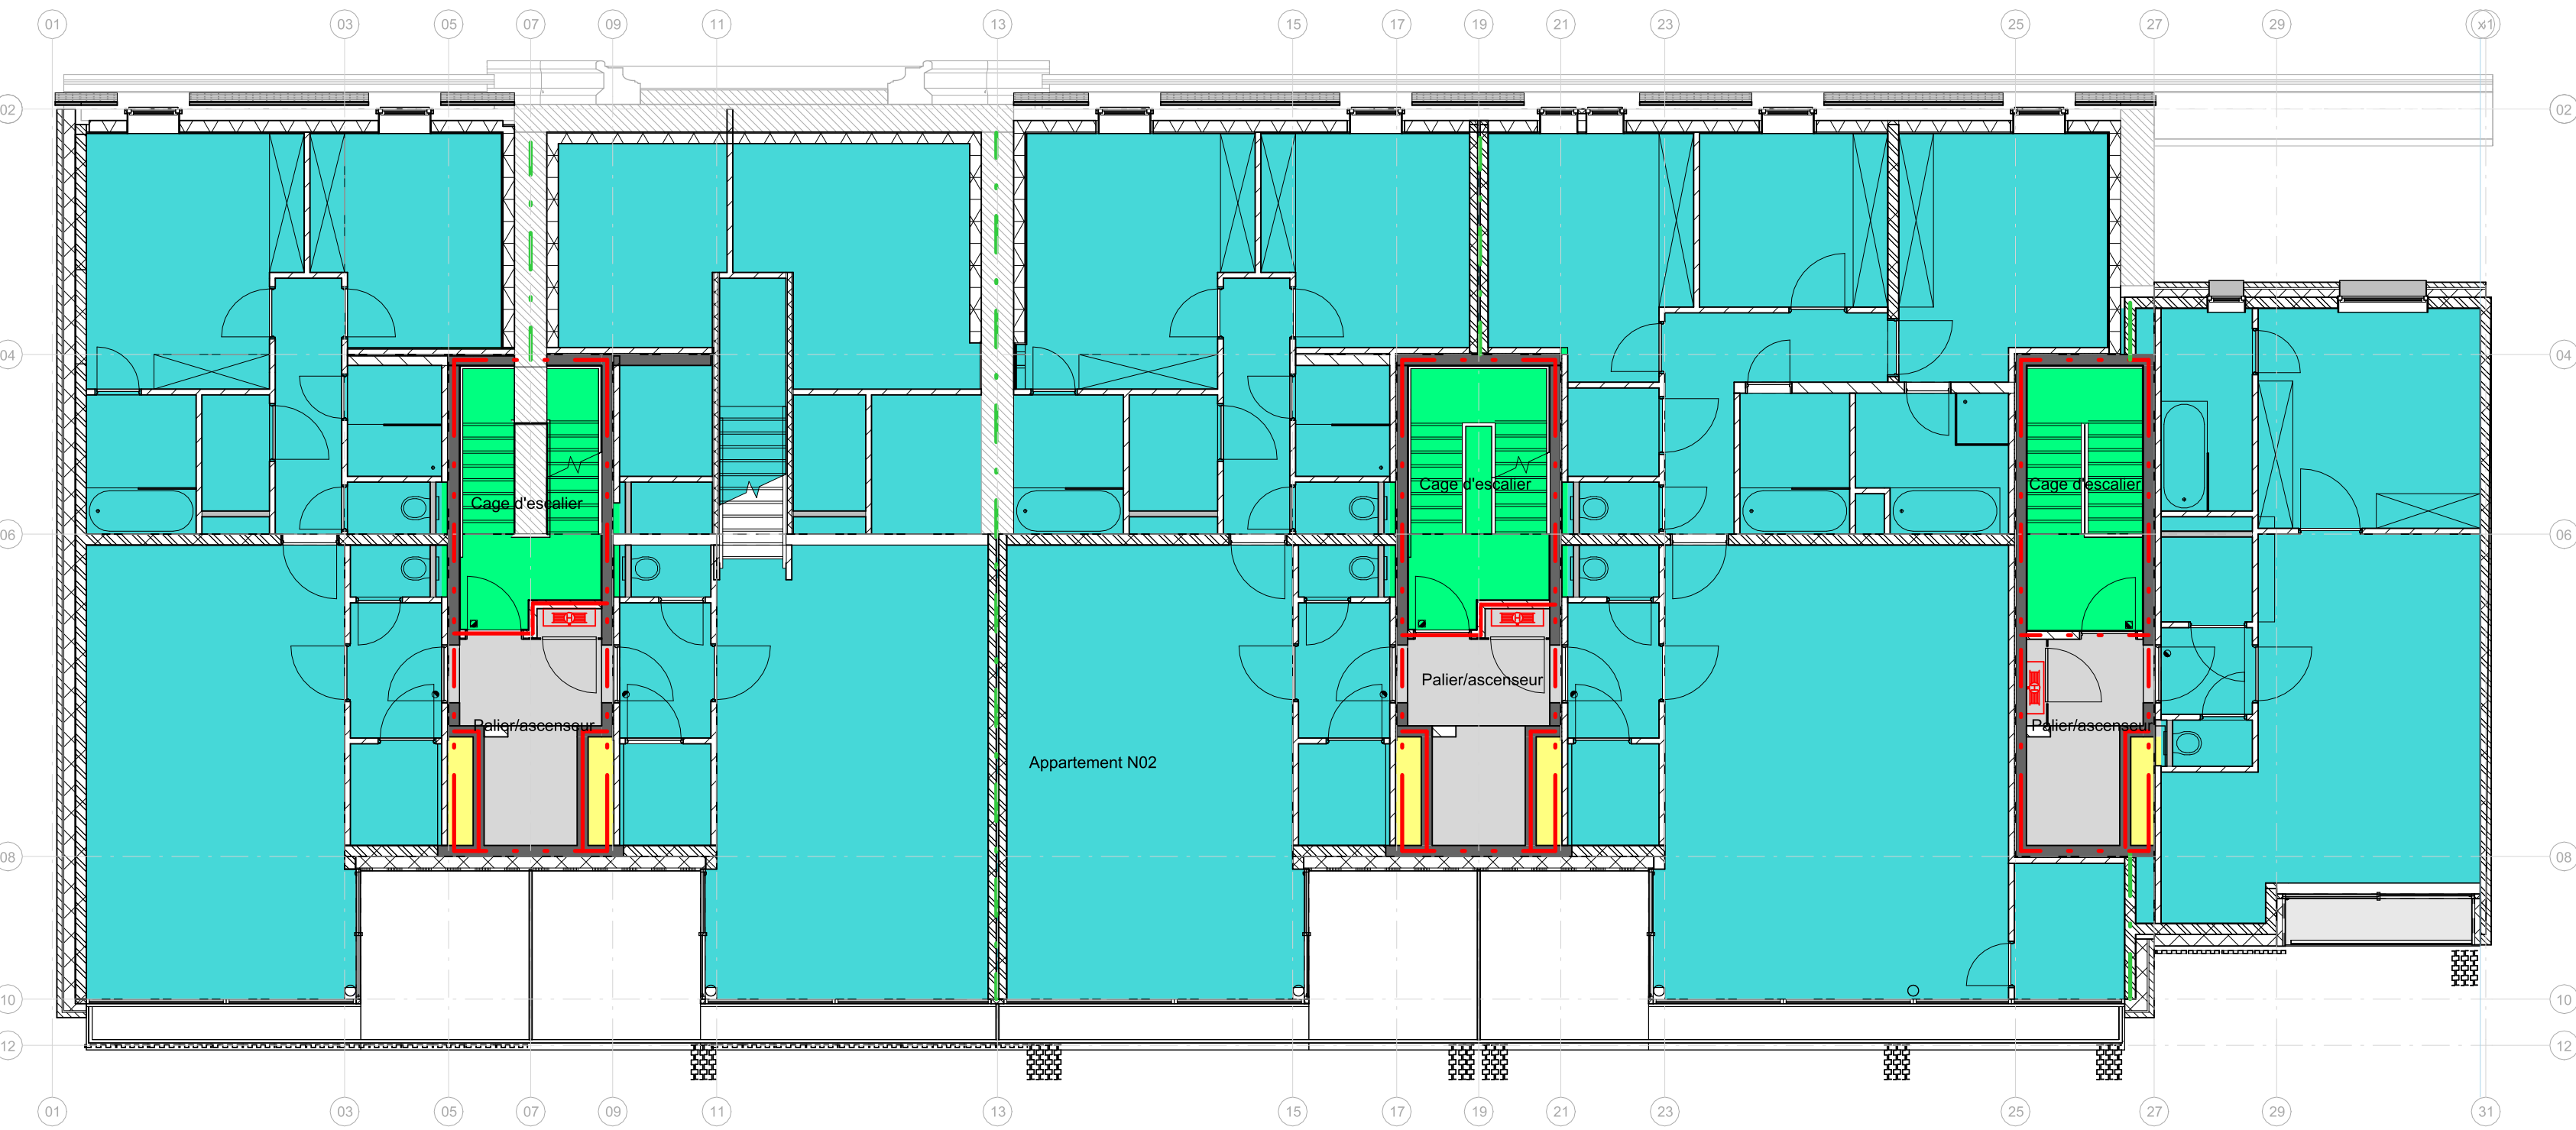 01 03 05 07 09 11 13 15 17 19 21 23 25 27 29
02 02
04 04
Cage d'escalier Cage d'escalier Cage d'escalier
06 06
Palier/ascenseur
Palier/ascenseur Palier/ascenseur
Appartement N02
08 08
10 10
12 12
01 03 05 07 09 11 13 15 17 19 21 23 25 27 29 31